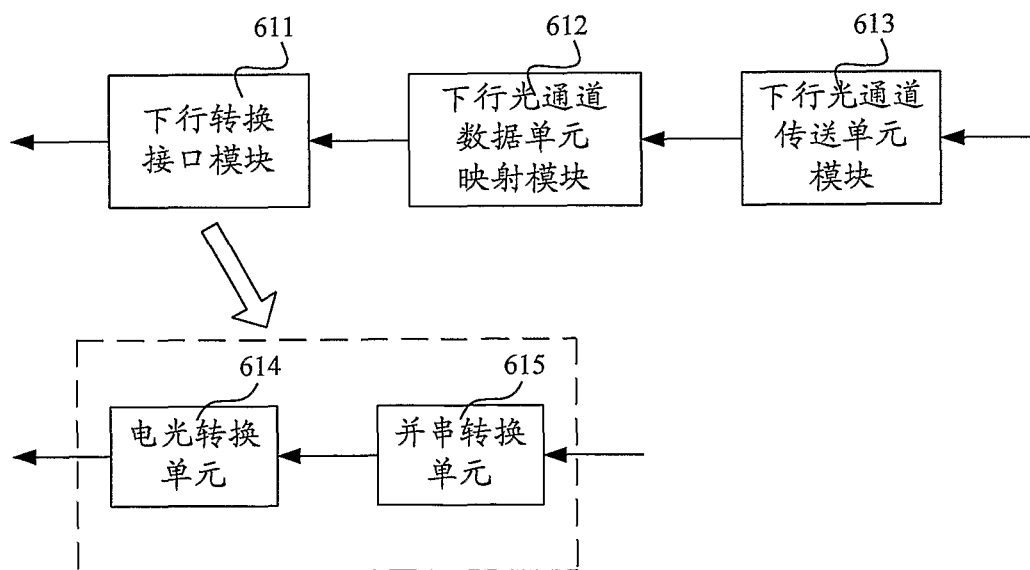 611
下行转换
接口模块
612
下行光通道
数据单元
映射模块
613
下行光通道
传送单元
模块
614
电光转换
单元
615
并串转换
单元